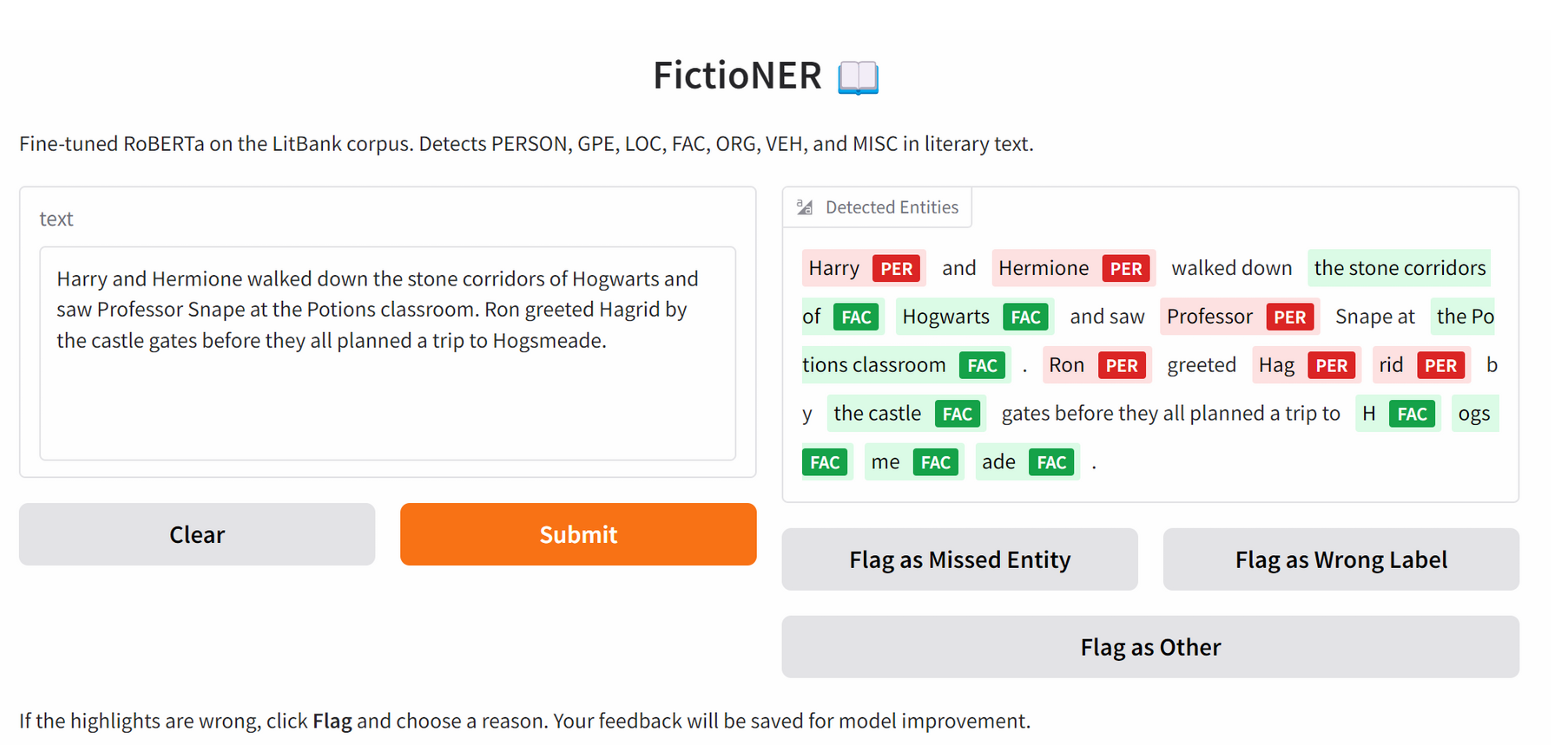 FictioNER 📖
Fine-tuned RoBERTa on the LitBank corpus. Detects PERSON, GPE, LOC, FAC, ORG, VEH, and MISC in literary text.
text
Harry and Hermione walked down the stone corridors of Hogwarts and
saw Professor Snape at the Potions classroom. Ron greeted Hagrid by
the castle gates before they all planned a trip to Hogsmeade.
Clear
Submit
Detected Entities
Harry PER and Hermione PER walked down the stone corridors
of FAC Hogwarts FAC and saw Professor PER Snape at the Po
tions classroom FAC . Ron PER greeted Hag PER rid PER b
y the castle FAC gates before they all planned a trip to H FAC ogs
FAC me FAC ade FAC .
Flag as Missed Entity
Flag as Wrong Label
Flag as Other
If the highlights are wrong, click Flag and choose a reason. Your feedback will be saved for model improvement.